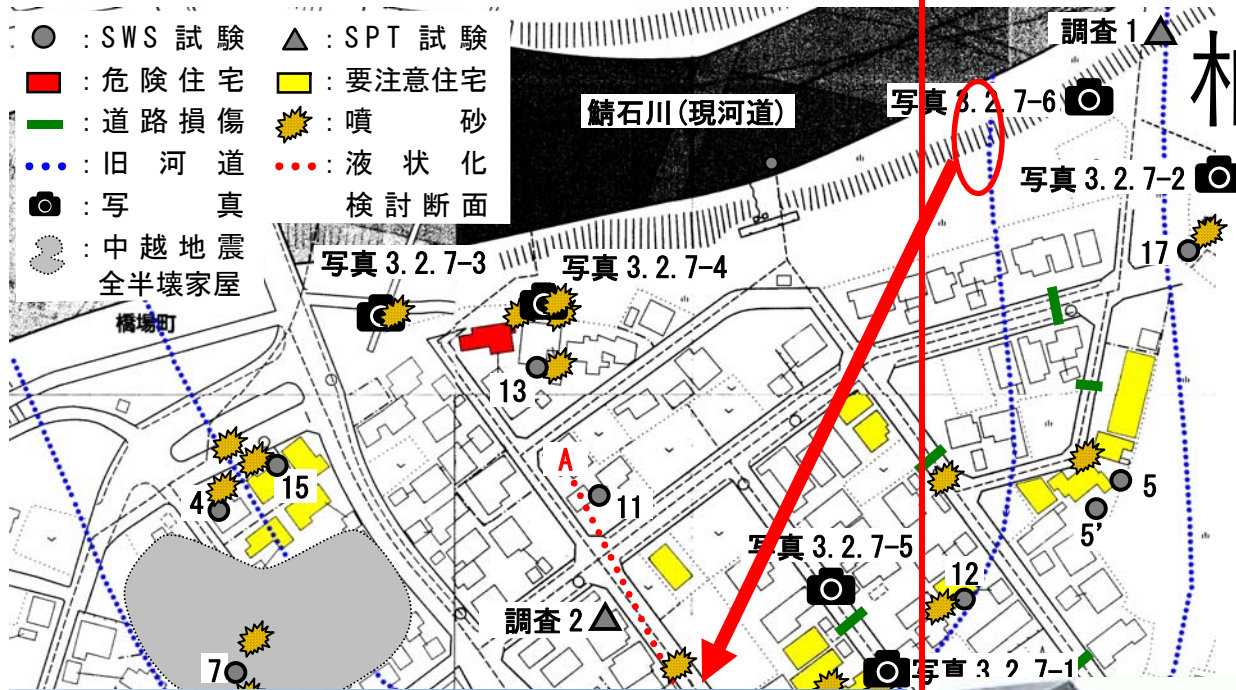 : SWS 試験
: SPT 試験
: 危険住宅
: 要注意住宅
: 道路損傷
: 噴砂
: 旧河道
: 液状化
検討断面
: 写真
: 中越地震
全半壊家屋
調査 1
札
鯖石川(現河道)
写真 3.2.7-6
写真 3.2.7-2
17
写真 3.2.7-3
写真 3.2.7-4
橋場町
13
A
15
4
11
5
5'
写真 3.2.7-5
12
調査 2
7
写真 3.2.7-1